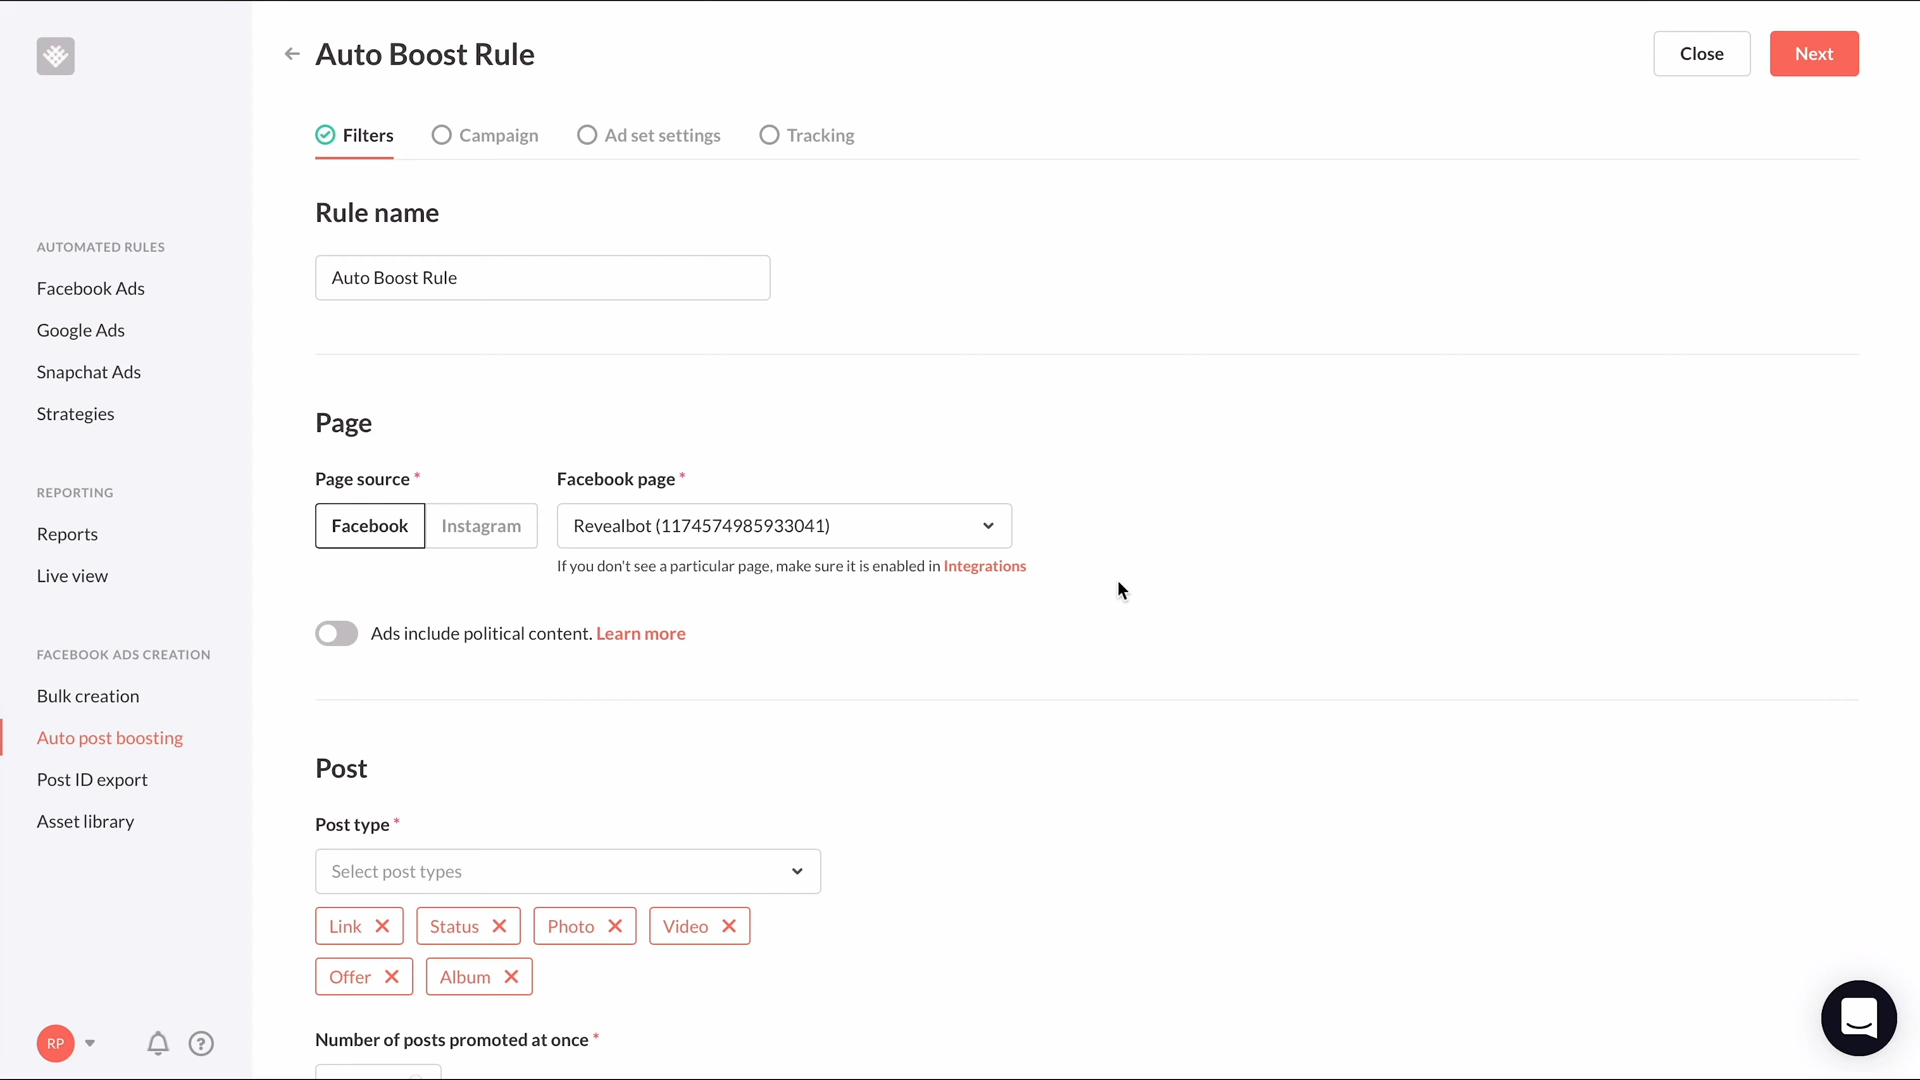 Auto Boost Rule
Close
Next
Filters
Campaign
Ad set settings
Tracking
Rule name
Auto Boost Rule
AUTOMATED RULES
Facebook Ads
Google Ads
Snapchat Ads
Strategies
REPORTING
Reports
Live view
FACEBOOK ADS CREATION
Bulk creation
Auto post boosting
Post ID export
Asset library
RP
Page
Page source *
Facebook page *
Facebook
Instagram
Revealbot (1174574985933041)
If you don't see a particular page, make sure it is enabled in Integrations
Ads include political content. Learn more
Post
Post type *
Select post types
Link
Status
Photo
Video
Offer
Album
Number of posts promoted at once *